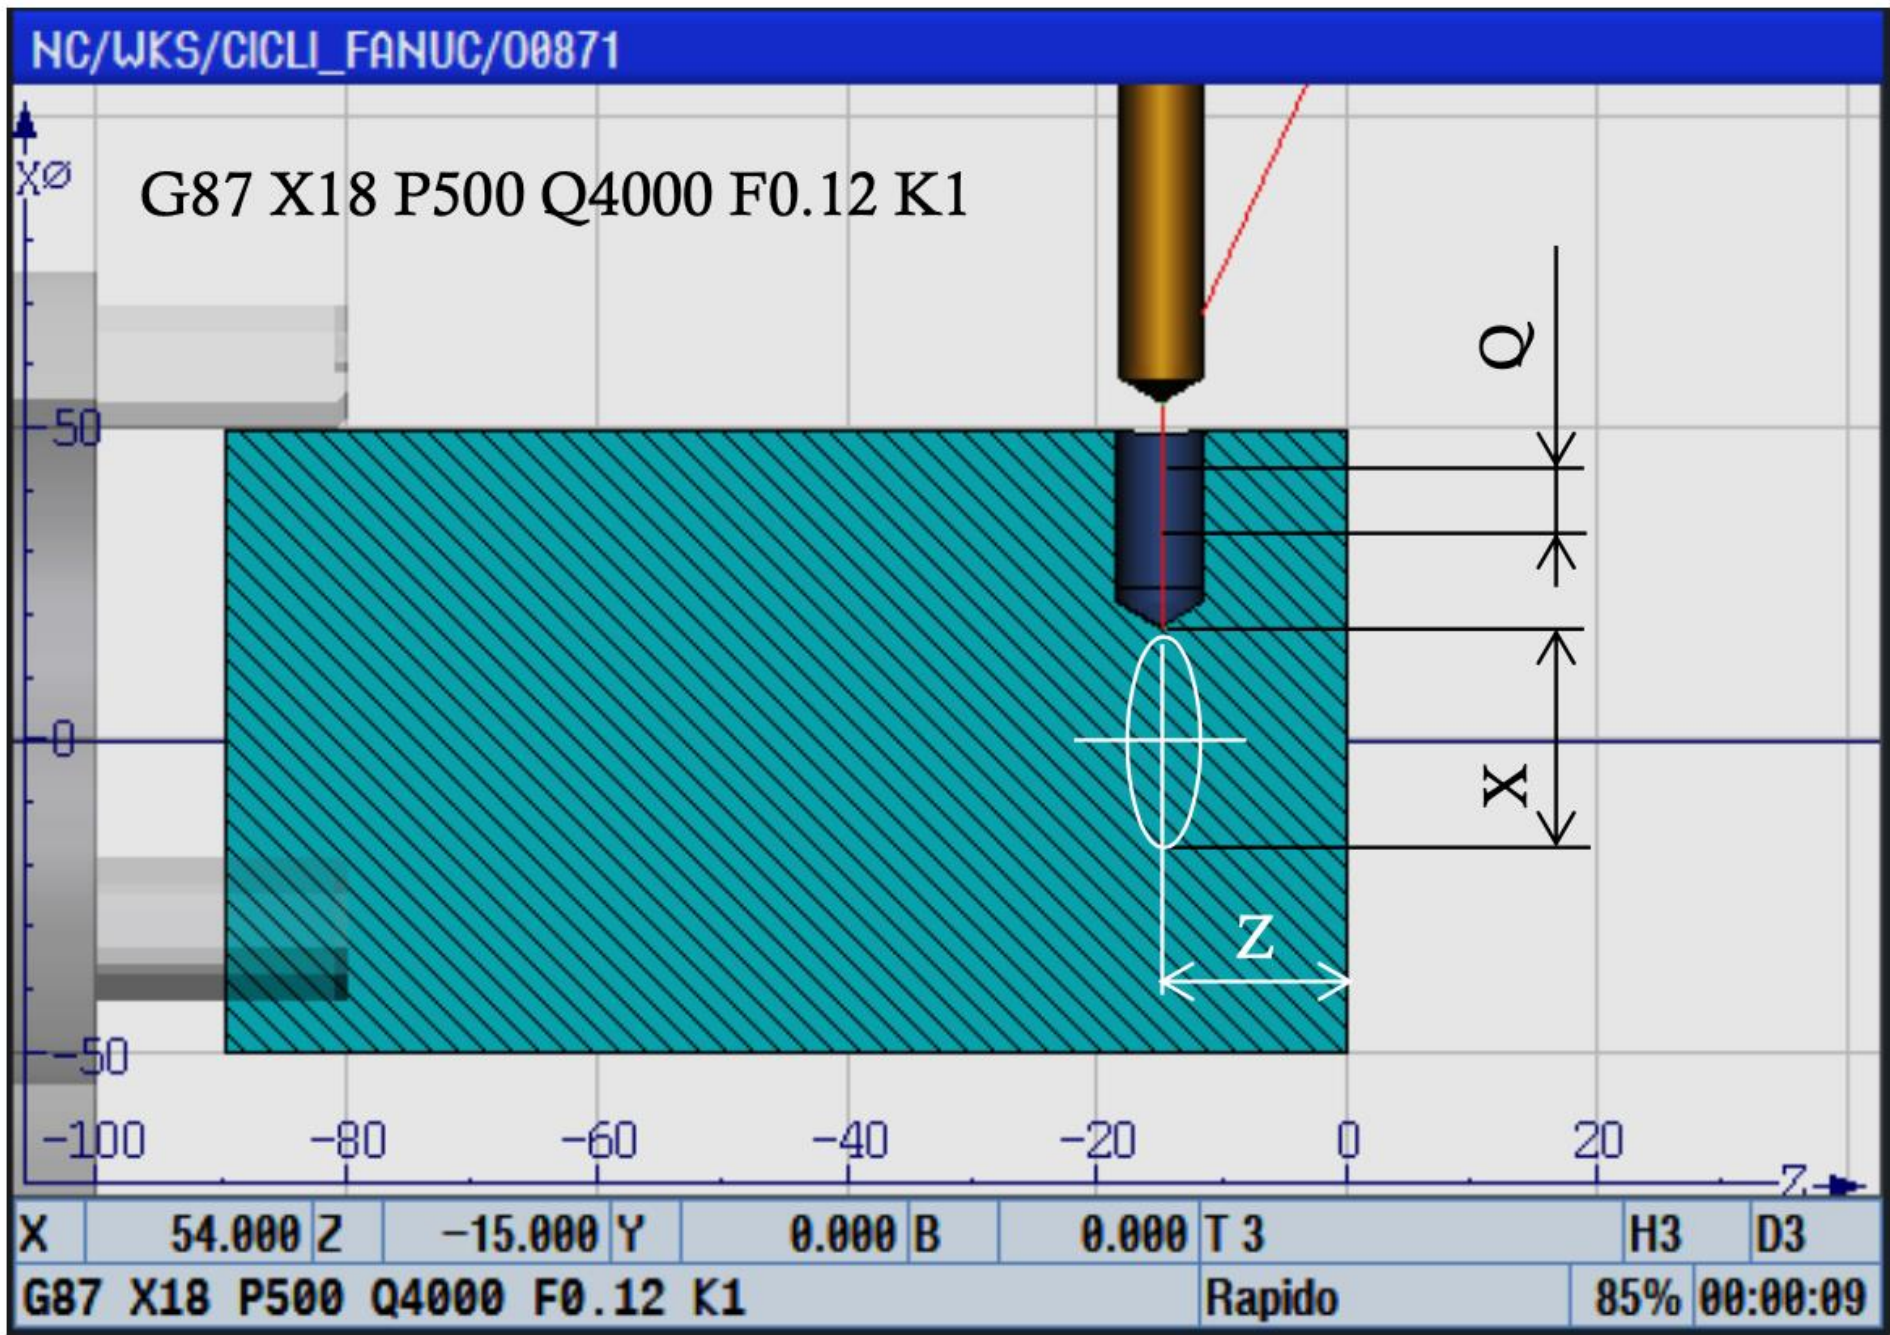 NC/WKS/CICLI_FANUC/O0871
XØ
G87 X18 P500 Q4000 F0.12 K1
Q
50
0
X
Z
-50
-100 -80 -60 -40 -20 0 20
Z
X 54.000 Z -15.000 Y 0.000 B 0.000 T 3 H3 D3
G87 X18 P500 Q4000 F0.12 K1 Rapido 85% 00:00:09